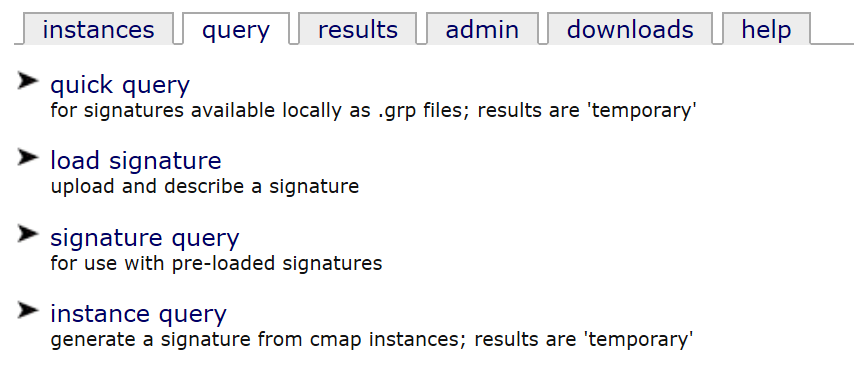 instances query results admin downloads help
quick query
for signatures available locally as .grp files; results are 'temporary'
load signature
upload and describe a signature
signature query
for use with pre-loaded signatures
instance query
generate a signature from cmap instances; results are 'temporary'